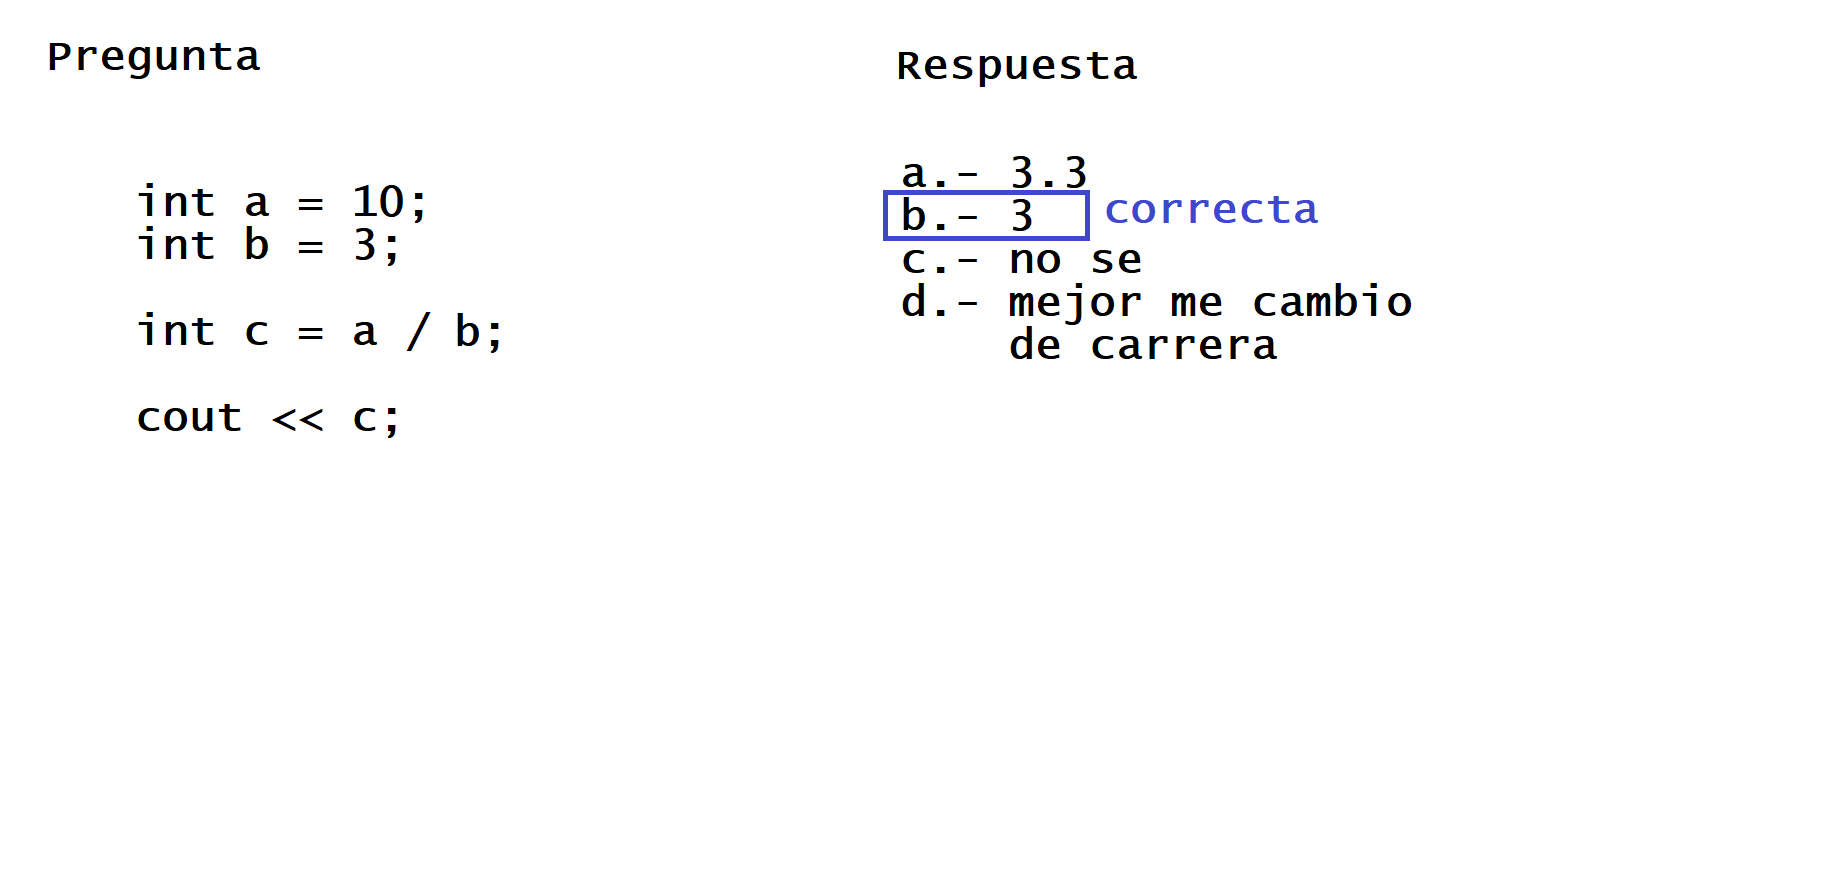 Pregunta
int a = 10;
int b = 3;
int c = a / b;
cout << c;
Respuesta
a.- 3.3
b.- 3 correcta
c.- no se
d.- mejor me cambio
de carrera